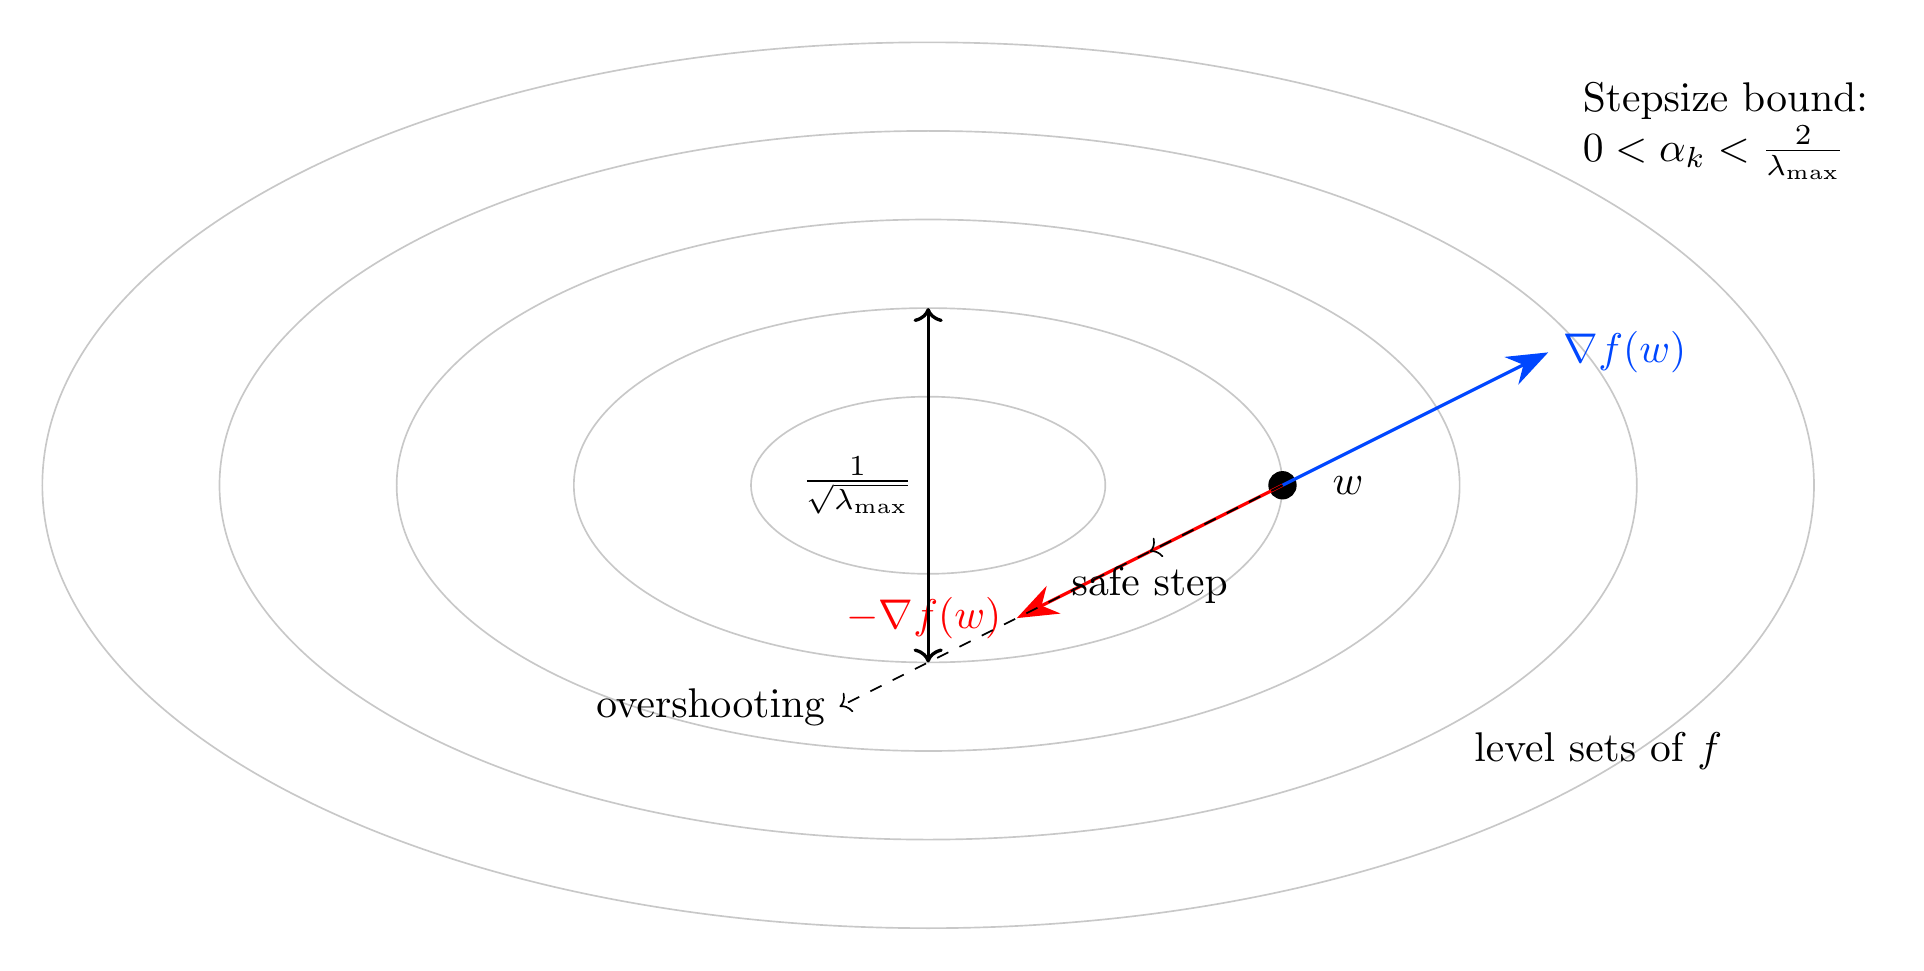 Stepsize bound:
$0 < \alpha_k < \frac{2}{\lambda_{\max}}$
$\nabla f(w)$
$\frac{1}{\sqrt{\lambda_{\max}}}$
$w$
safe step
$-\nabla f(w)$
overshooting
level sets of $f$